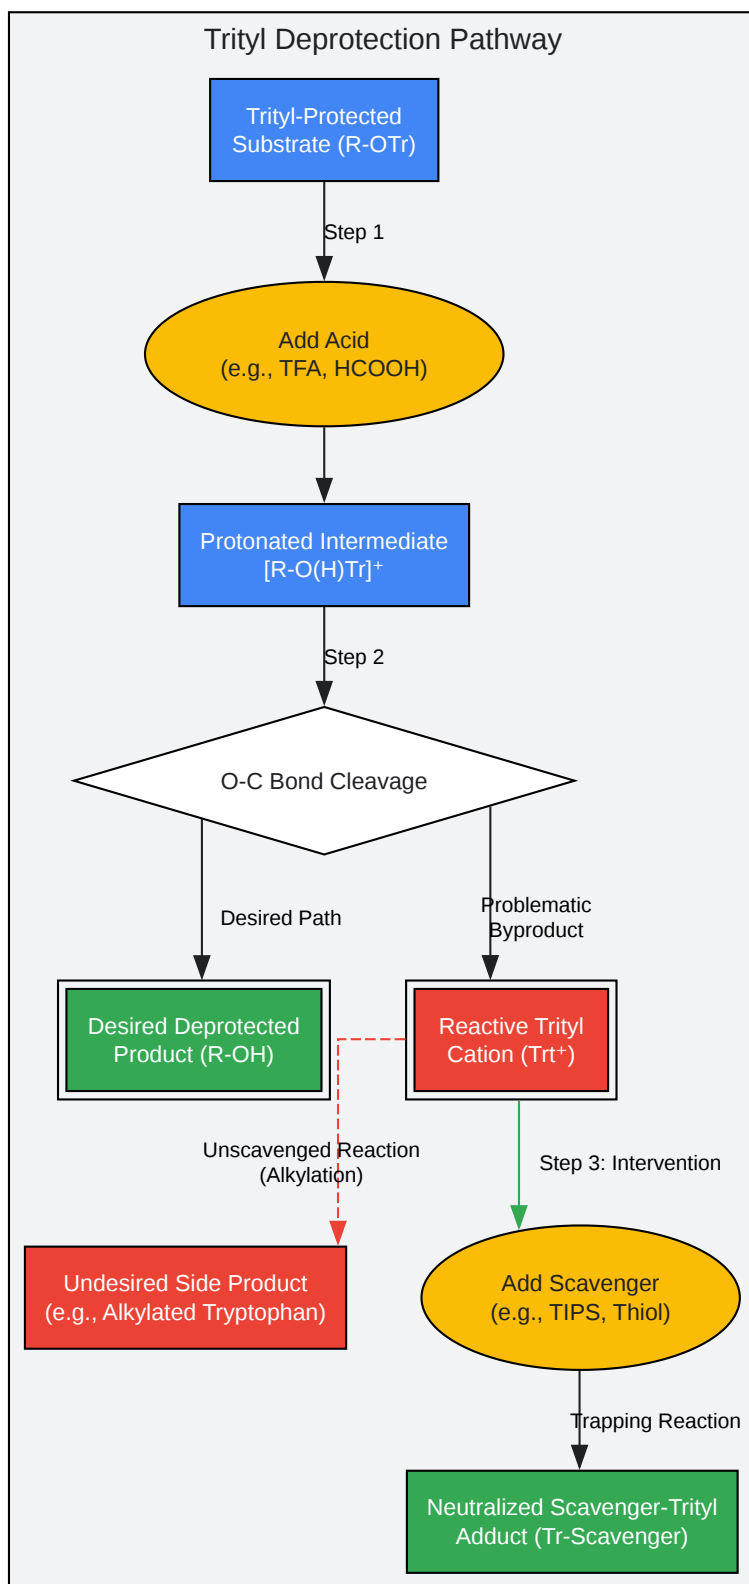 Trityl Deprotection Pathway
Trityl-Protected
Substrate (R-OTr)
Step 1
Add Acid
(e.g., TFA, HCOOH)
Protonated Intermediate
[R-O(H)Tr]⁺
Step 2
O-C Bond Cleavage
Desired Path
Problematic
Byproduct
Desired Deprotected
Product (R-OH)
Reactive Trityl
Cation (Trt⁺)
Unscavenged Reaction
(Alkylation)
Step 3: Intervention
Undesired Side Product
(e.g., Alkylated Tryptophan)
Add Scavenger
(e.g., TIPS, Thiol)
Trapping Reaction
Neutralized Scavenger-Trityl
Adduct (Tr-Scavenger)